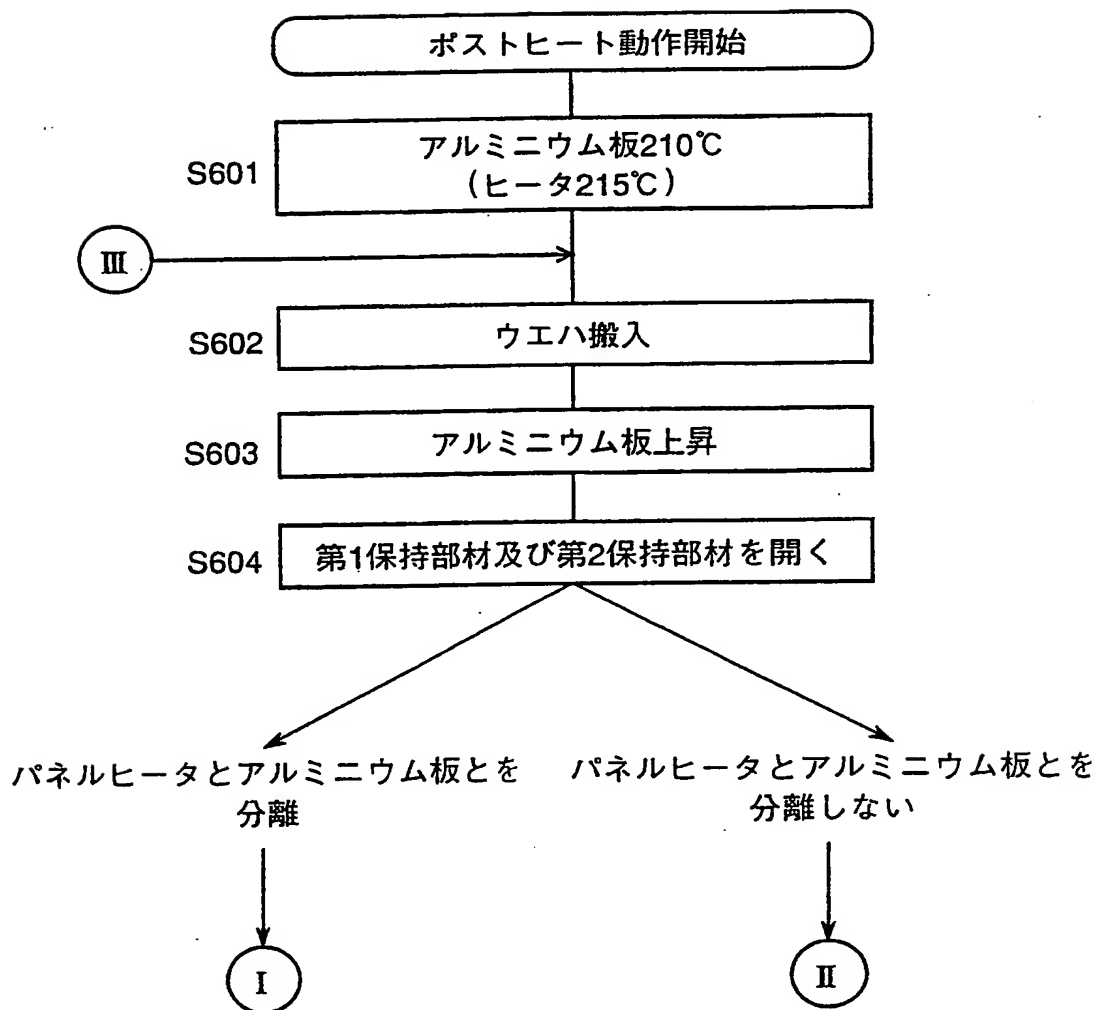 ポストヒート動作開始
S601
アルミニウム板210℃
(ヒータ215℃)
Ⅲ
S602
ウエハ搬入
S603
アルミニウム板上昇
S604
第1保持部材及び第2保持部材を開く
パネルヒータとアルミニウム板とを
分離
パネルヒータとアルミニウム板とを
分離しない
Ⅰ
Ⅱ